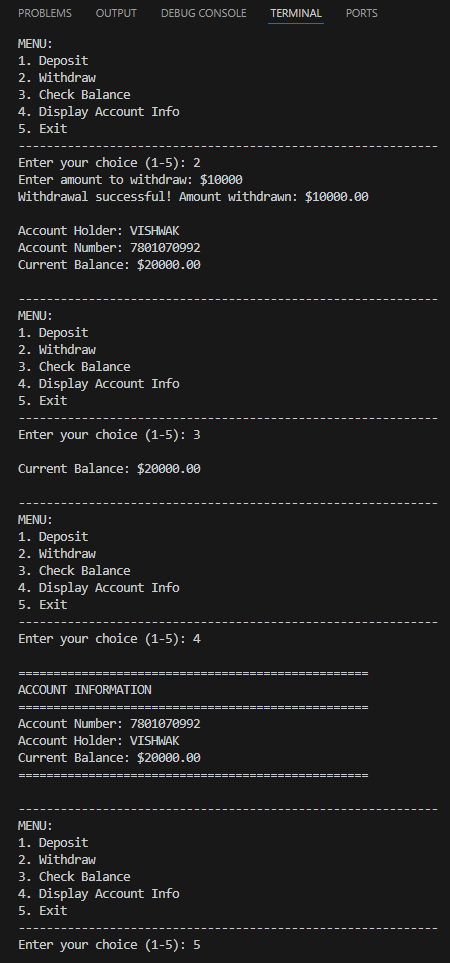 PROBLEMS OUTPUT DEBUG CONSOLE TERMINAL PORTS
MENU:
1. Deposit
2. Withdraw
3. Check Balance
4. Display Account Info
5. Exit
------------------------------------------------------------
Enter your choice (1-5): 2
Enter amount to withdraw: $10000
Withdrawal successful! Amount withdrawn: $10000.00
Account Holder: VISHWAK
Account Number: 7801070992
Current Balance: $20000.00
------------------------------------------------------------
MENU:
1. Deposit
2. Withdraw
3. Check Balance
4. Display Account Info
5. Exit
------------------------------------------------------------
Enter your choice (1-5): 3
Current Balance: $20000.00
------------------------------------------------------------
MENU:
1. Deposit
2. Withdraw
3. Check Balance
4. Display Account Info
5. Exit
------------------------------------------------------------
Enter your choice (1-5): 4
==================================================
ACCOUNT INFORMATION
==================================================
Account Number: 7801070992
Account Holder: VISHWAK
Current Balance: $20000.00
==================================================
------------------------------------------------------------
MENU:
1. Deposit
2. Withdraw
3. Check Balance
4. Display Account Info
5. Exit
------------------------------------------------------------
Enter your choice (1-5): 5